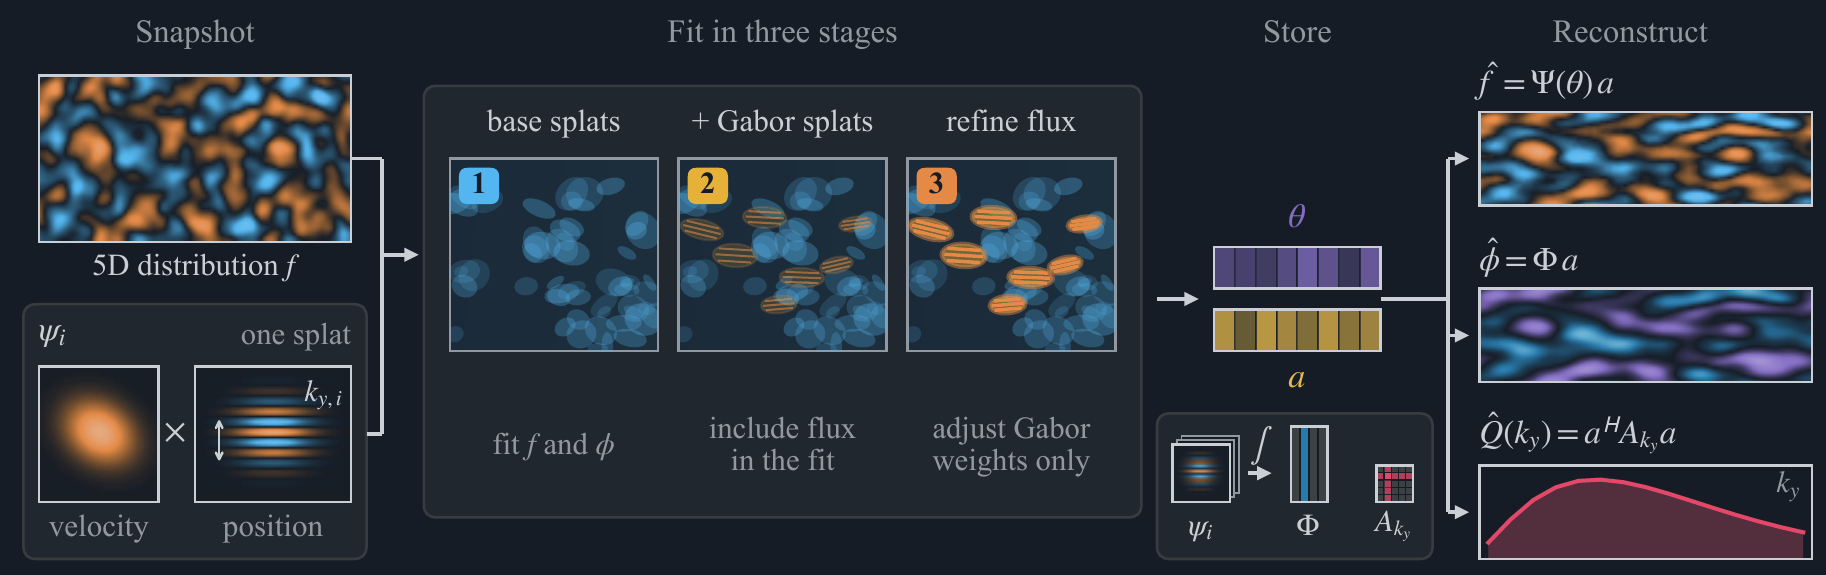 Snapshot
Fit in three stages
Store
Reconstruct
5D distribution f
ψi
one splat
ky,i
×
velocity
position
base splats
+ Gabor splats
refine flux
1
2
3
fit f and ϕ
include flux
in the fit
adjust Gabor
weights only
θ
a
∫
ψi
Φ
Aky
f̂ = Ψ(θ) a
ϕ̂ = Φ a
Q̂(ky) = aᴴAky a
ky